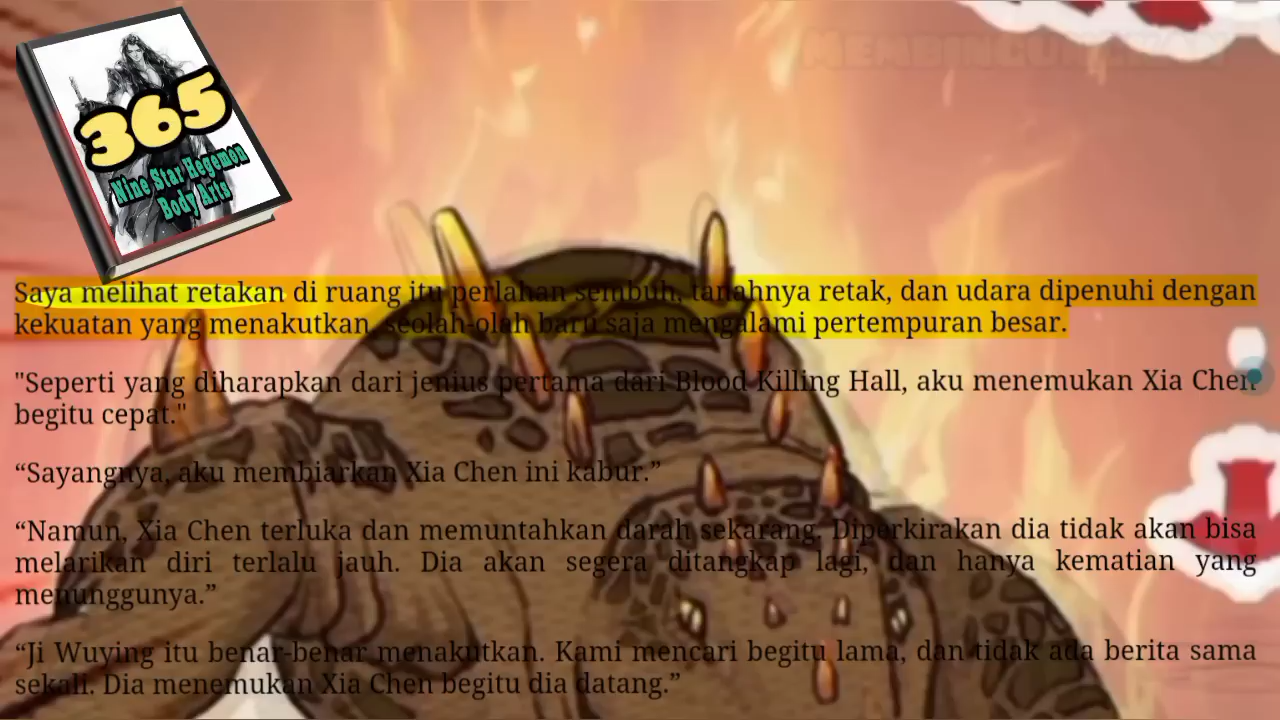 MEMBINGUNGKAN
365
Nine Star Hegemon
Body Arts
Saya melihat retakan di ruang itu perlahan sembuh, tanahnya retak, dan udara dipenuhi dengan
kekuatan yang menakutkan, seolah-olah baru saja mengalami pertempuran besar.
"Seperti yang diharapkan dari jenius pertama dari Blood Killing Hall, aku menemukan Xia Chen
begitu cepat."
“Sayangnya, aku membiarkan Xia Chen ini kabur.”
“Namun, Xia Chen terluka dan memuntahkan darah sekarang. Diperkirakan dia tidak akan bisa
melarikan diri terlalu jauh. Dia akan segera ditangkap lagi, dan hanya kematian yang
menunggunya.”
“Ji Wuying itu benar-benar menakutkan. Kami mencari begitu lama, dan tidak ada berita sama
sekali. Dia menemukan Xia Chen begitu dia datang.”